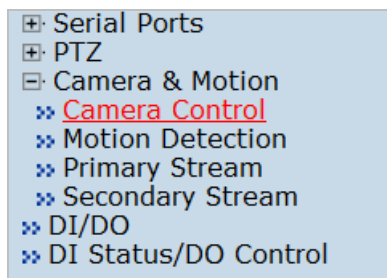 Serial Ports
PTZ
Camera & Motion
Camera Control
Motion Detection
Primary Stream
Secondary Stream
DI/DO
DI Status/DO Control